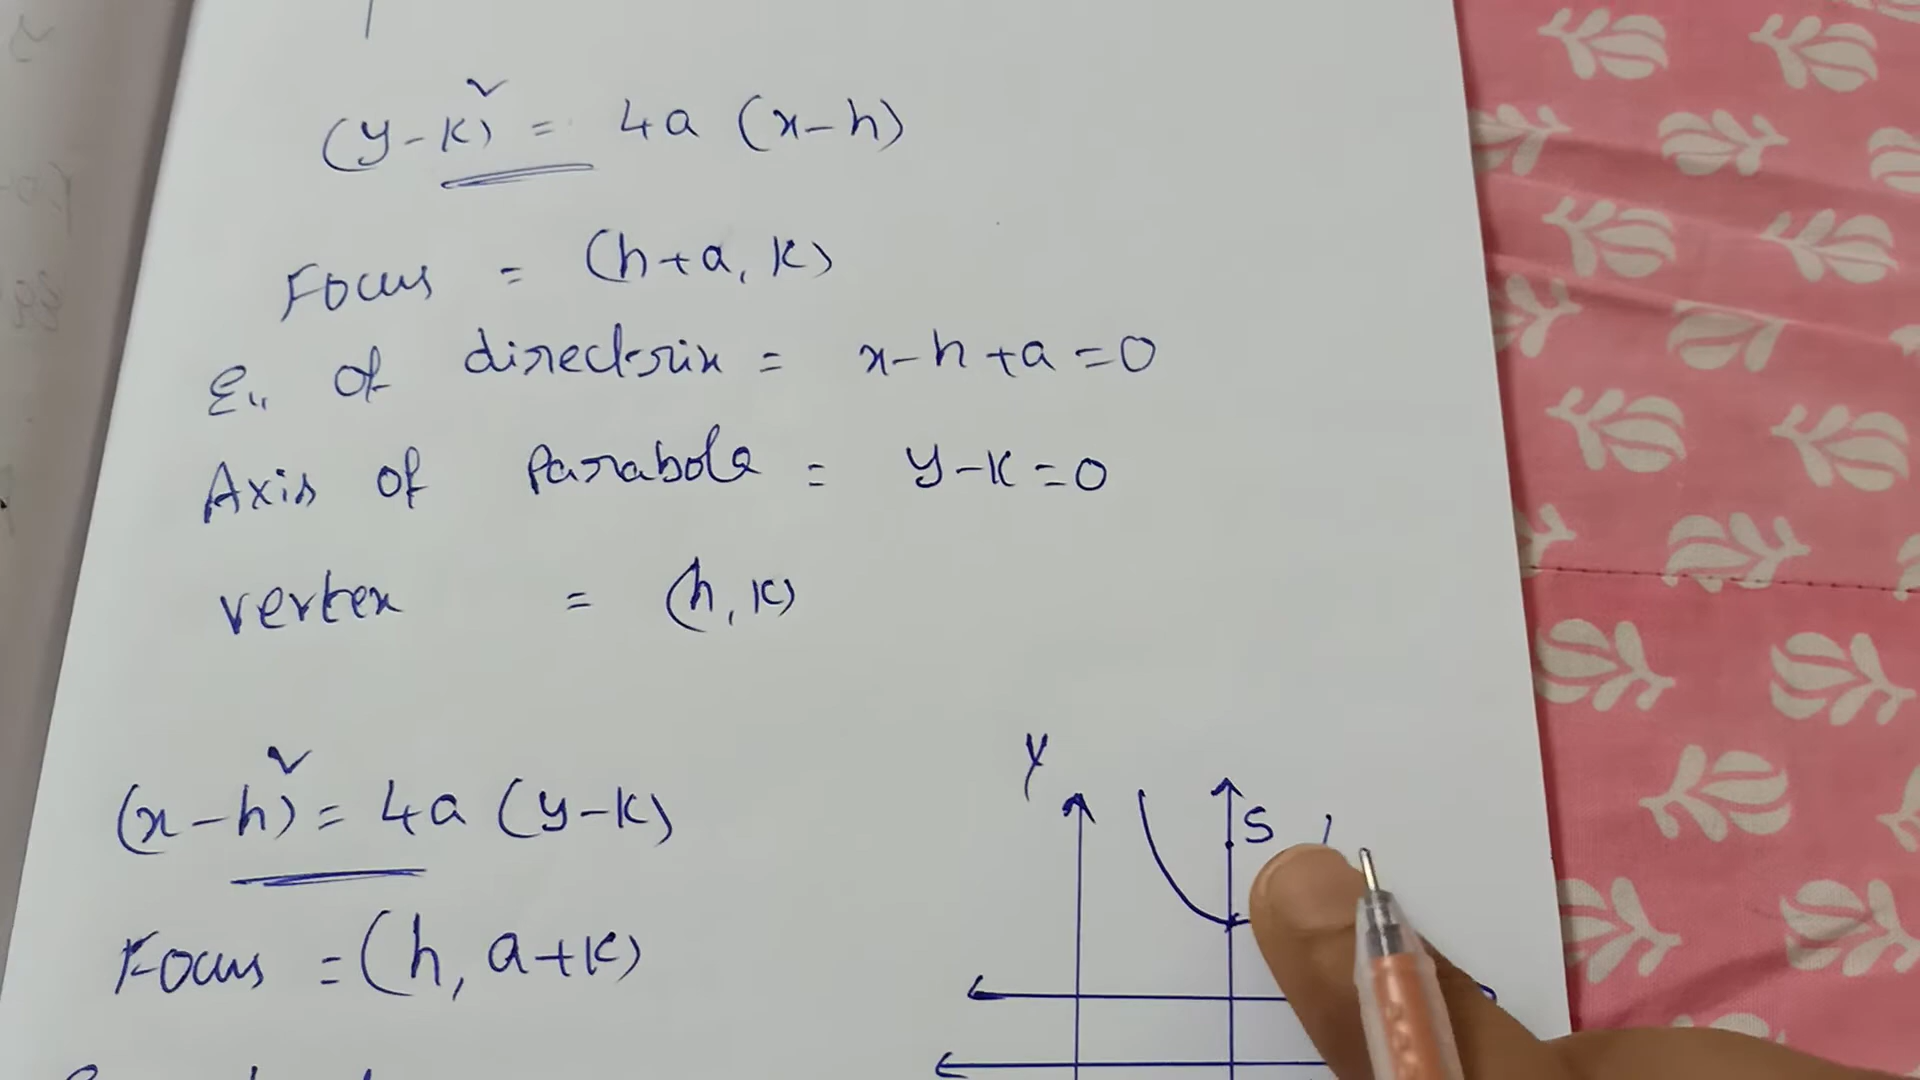 (y-k)² = 4a (x-h)
Focus = (h+a, k)
Eq. of directrix = x-h+a=0
Axis of Parabola = y-k=0
vertex = (h, k)
(x-h)² = 4a (y-k)
Focus = (h, a+k)
Y
S